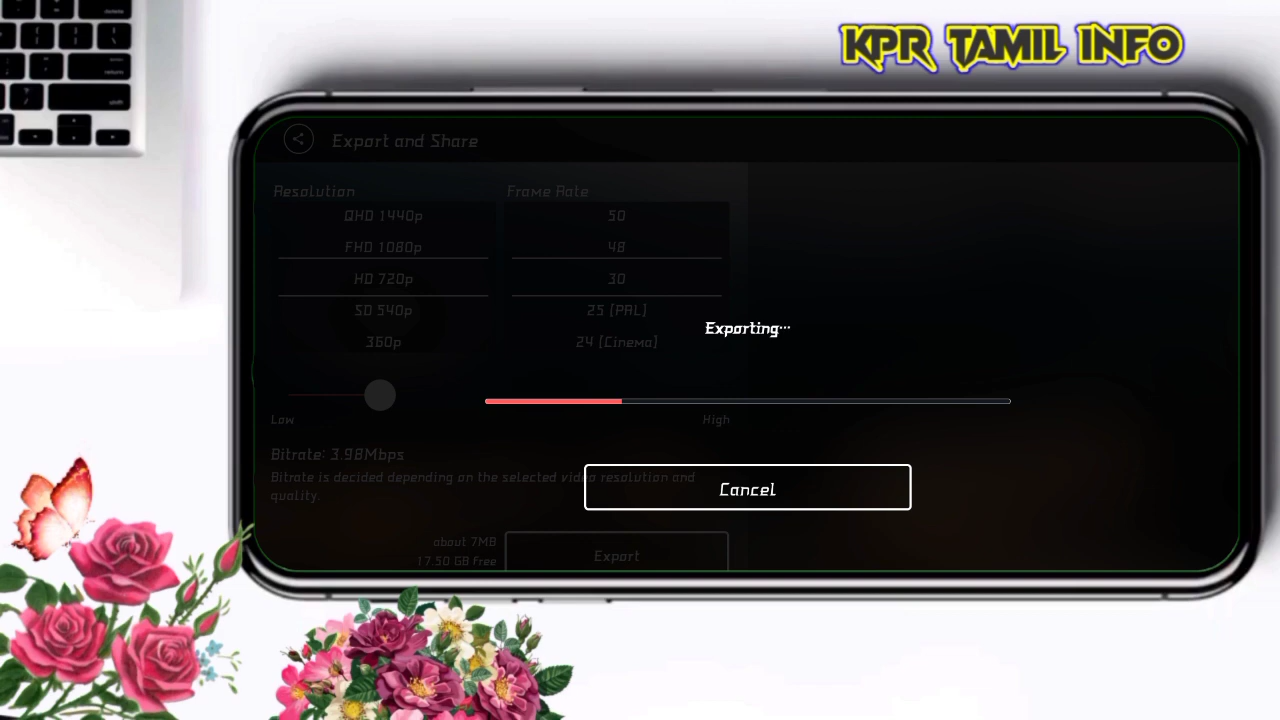 KPR TAMIL INFO
Export and Share
Resolution
Frame Rate
QHD 1440p
50
FHD 1080p
48
HD 720p
30
SD 540p
25 (PAL)
360p
24 (Cinema)
Exporting...
Low
High
Bitrate: 3.98Mbps
Bitrate is decided depending on the selected video resolution and
quality.
Cancel
about 7MB
17.50 GB free
Export